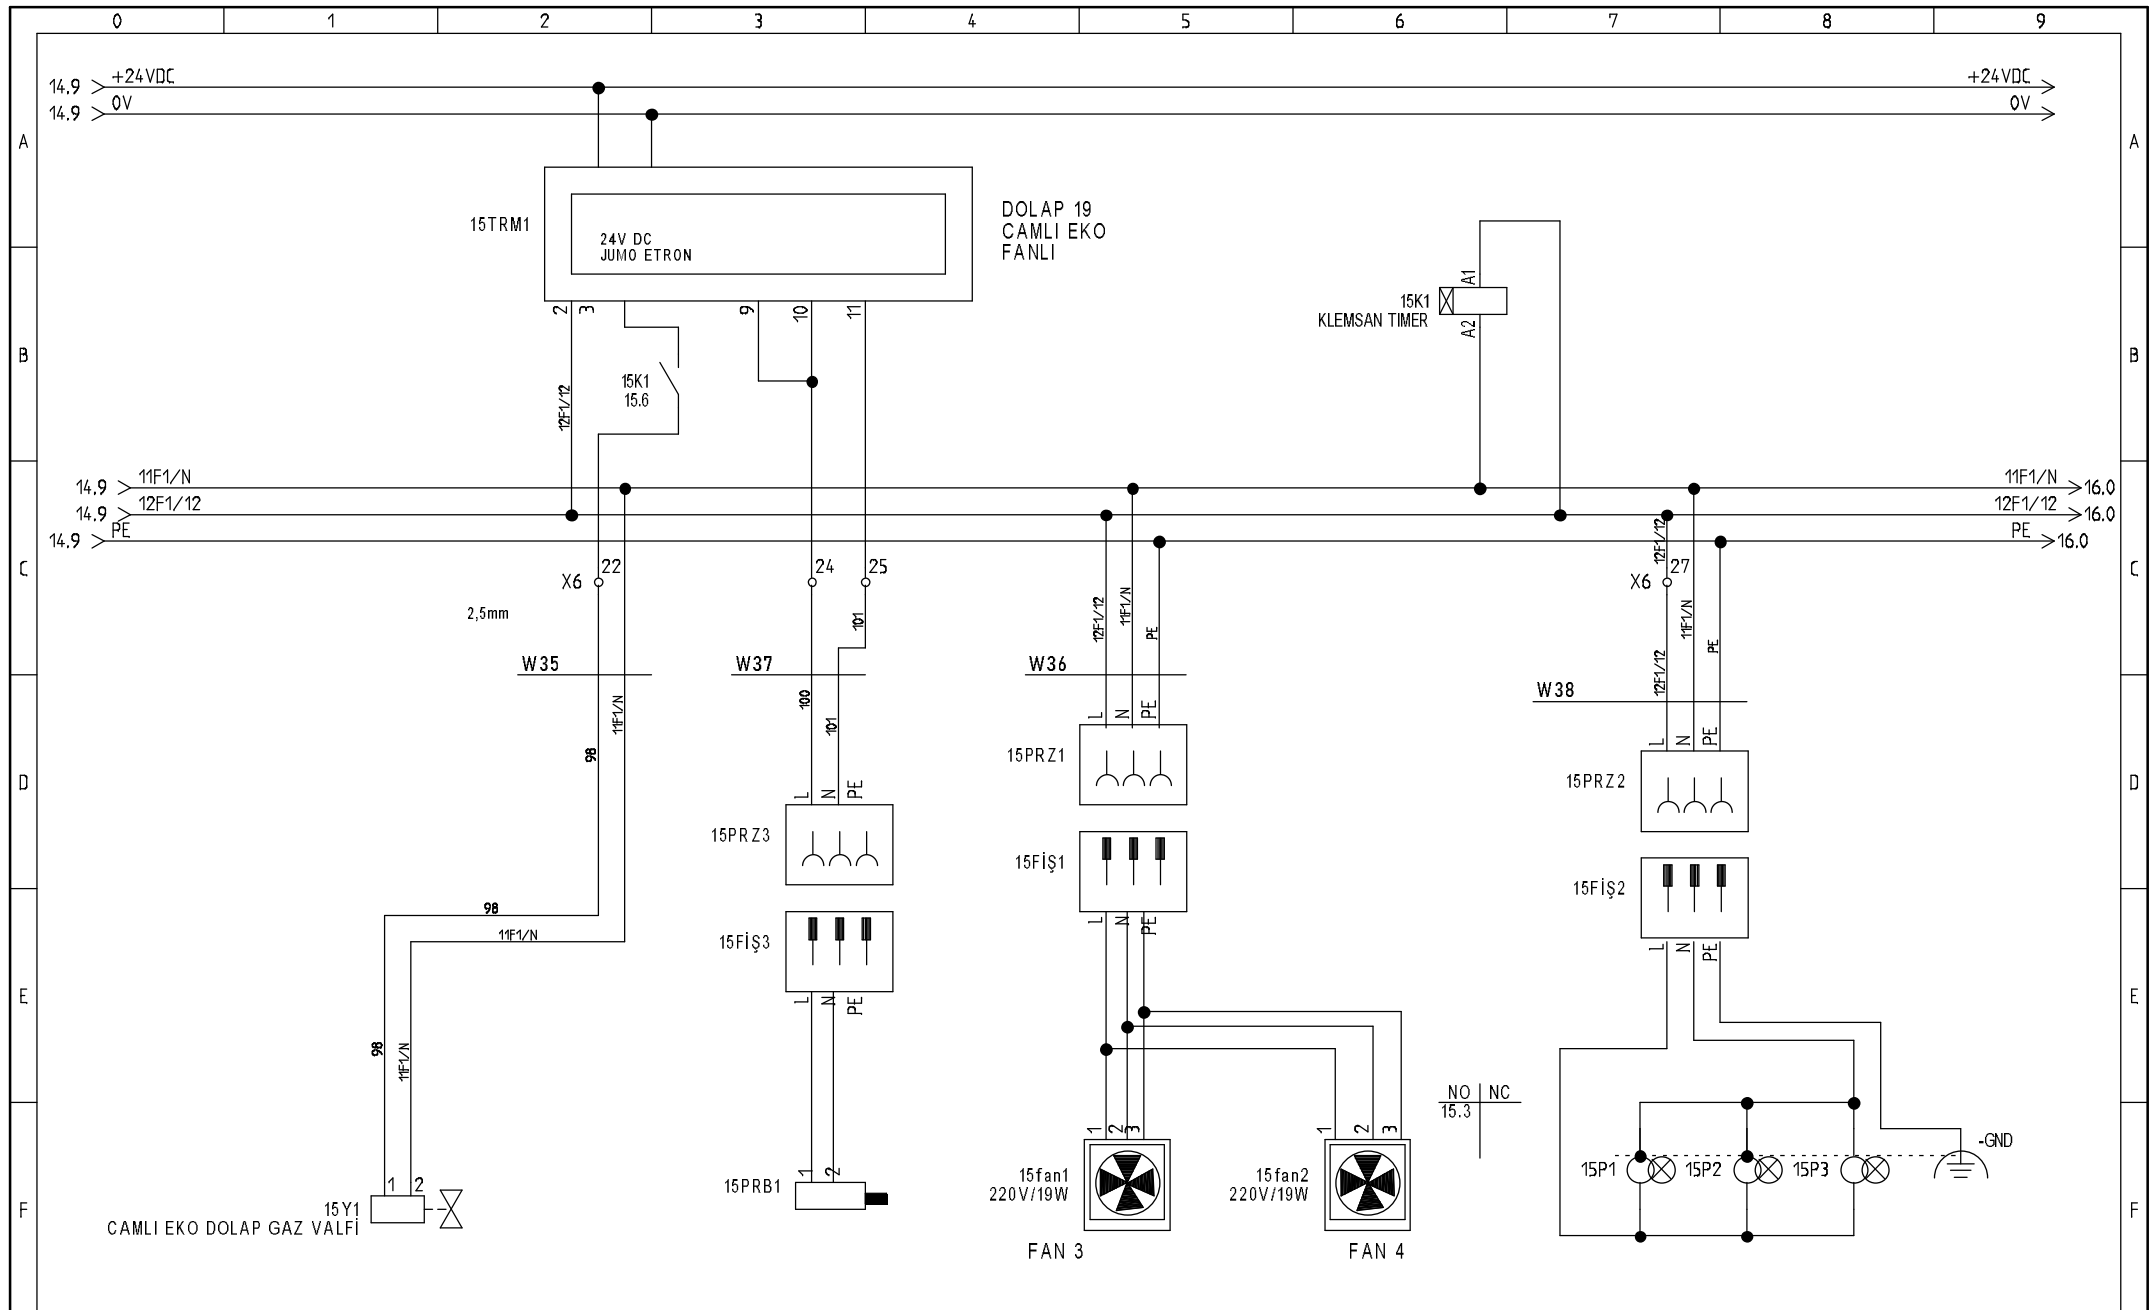 0 1 2 3 4 5 6 7 8 9
14.9 +24VDC +24VDC
14.9 0V 0V
A A
15TRM1
24V DC
JUMO ETRON
DOLAP 19
CAMLI EKO
FANLI
2 3 9 10 11
A1
15K1
KLEMSAN TIMER
A2
B B
12F1/12
15K1
15.6
14.9 11F1/N 11F1/N 16.0
14.9 12F1/12 12F1/12 16.0
14.9 PE PE 16.0
C C
X6 22 24 25 X6 27
12F1/12
2,5mm
101
12F1/12 11F1/N PE
11F1/N PE
W35 W37 W36 W38
12F1/12
98 11F1/N
100 101
L N PE
L N PE
D D
15PRZ1
15PRZ2
L N PE
15PRZ3
15FİŞ1
15FİŞ2
98
11F1/N
L N PE
15FİŞ3
L N PE
E E
L N PE
98 11F1/N
NO NC
15.3
1 2 3
1 2 3
-GND
15P1 15P2 15P3
15fan1
220V/19W
15fan2
220V/19W
1 2
15PRB1
1 2
15Y1
CAMLI EKO DOLAP GAZ VALFİ
F F
FAN 3 FAN 4